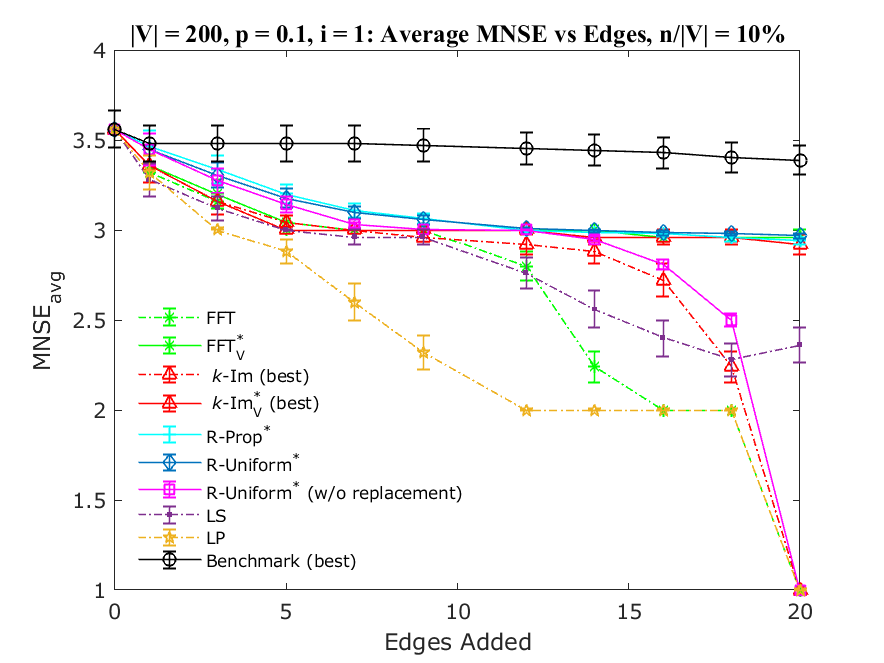 |V| = 200, p = 0.1, i = 1: Average MNSE vs Edges, n/|V| = 10%
4
3.5
3
2.5
2
1.5
1
MNSE_avg
FFT
FFT*_V
k-Im (best)
k-Im*_V (best)
R-Prop*
R-Uniform*
R-Uniform* (w/o replacement)
LS
LP
Benchmark (best)
0 5 10 15 20
Edges Added